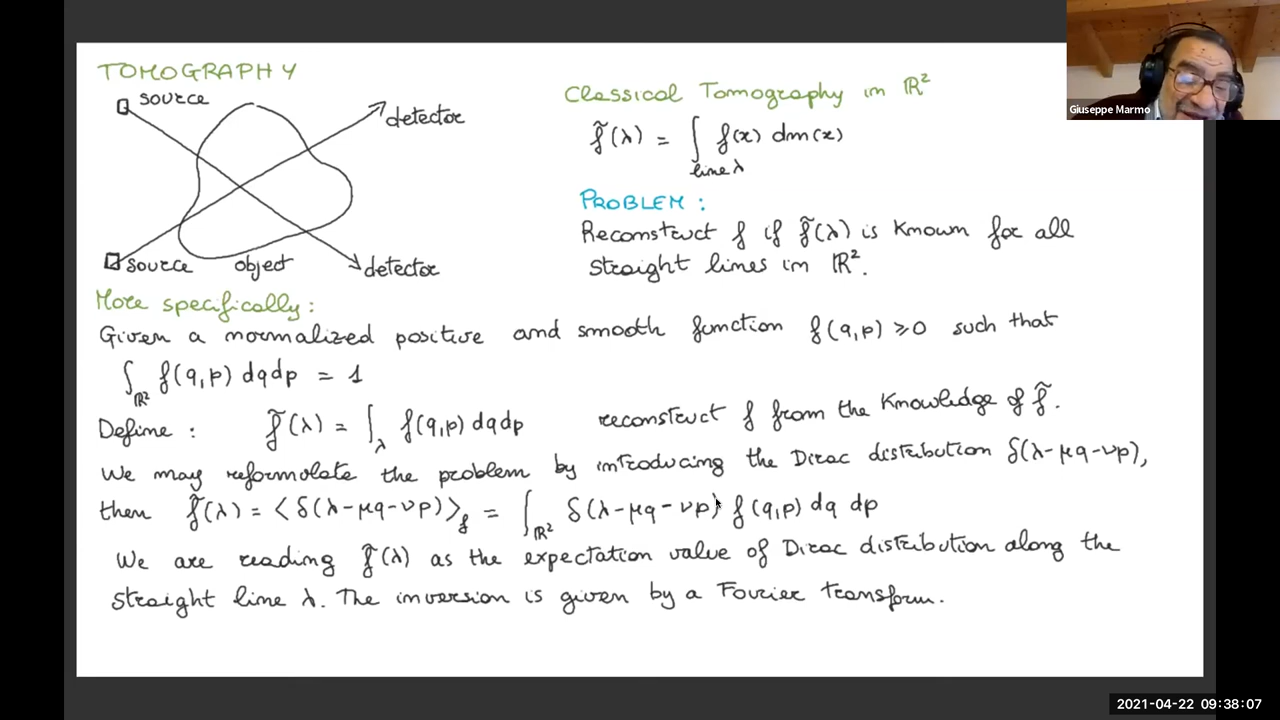 TOMOGRAPHY
source
detector
source
object
detector
Classical Tomography in ℝ²
f̃(λ) = ∫_{line λ} f(x) dm(x)
PROBLEM:
Reconstruct f if f̃(λ) is known for all
straight lines in ℝ².
More specifically:
Given a normalized positive and smooth function f(q,p) ⩾ 0 such that
∫_{ℝ²} f(q,p) dq dp = 1
Define: f̃(λ) = ∫_λ f(q,p) dq dp reconstruct f from the knowledge of f̃.
We may reformolate the problem by introducing the Dirac distribution δ(λ-μq-νp),
then f̃(λ) = <δ(λ-μq-νp)>_f = ∫_{ℝ²} δ(λ-μq-νp) f(q,p) dq dp
We are reading f̃(λ) as the expectation value of Dirac distribution along the
straight line λ. The inversion is given by a Fourier transform.
Giuseppe Marmo
2021-04-22 09:38:07